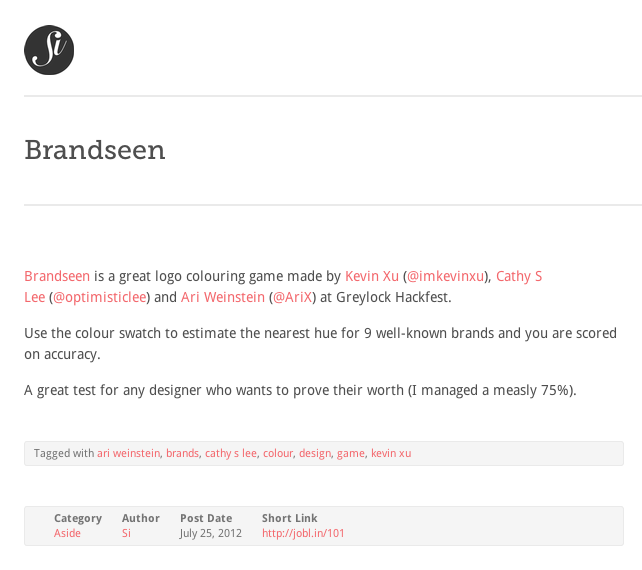 Si
Brandseen
Brandseen is a great logo colouring game made by Kevin Xu (@imkevinxu), Cathy S
Lee (@optimisticlee) and Ari Weinstein (@AriX) at Greylock Hackfest.
Use the colour swatch to estimate the nearest hue for 9 well-known brands and you are scored
on accuracy.
A great test for any designer who wants to prove their worth (I managed a measly 75%).
Tagged with ari weinstein, brands, cathy s lee, colour, design, game, kevin xu
Category Author Post Date Short Link
Aside Si July 25, 2012 http://jobl.in/101